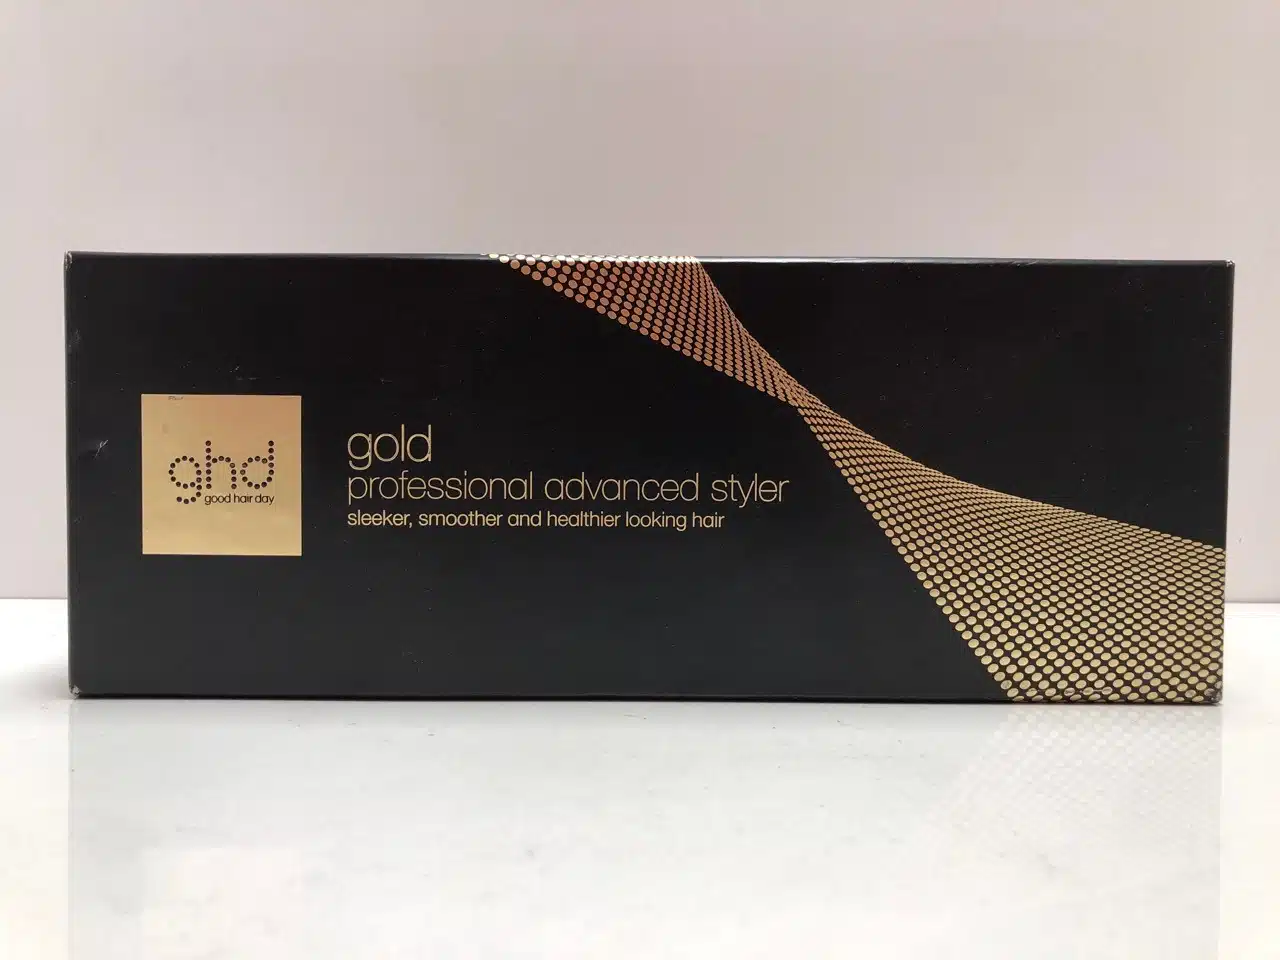 ghd
good hair day
gold
professional advanced styler
sleeker, smoother and healthier looking hair